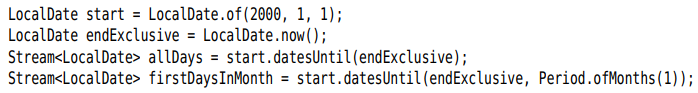 LocalDate start = LocalDate.of(2000, 1, 1);
LocalDate endExclusive = LocalDate.now();
Stream<LocalDate> allDays = start.datesUntil(endExclusive);
Stream<LocalDate> firstDaysInMonth = start.datesUntil(endExclusive, Period.ofMonths(1));